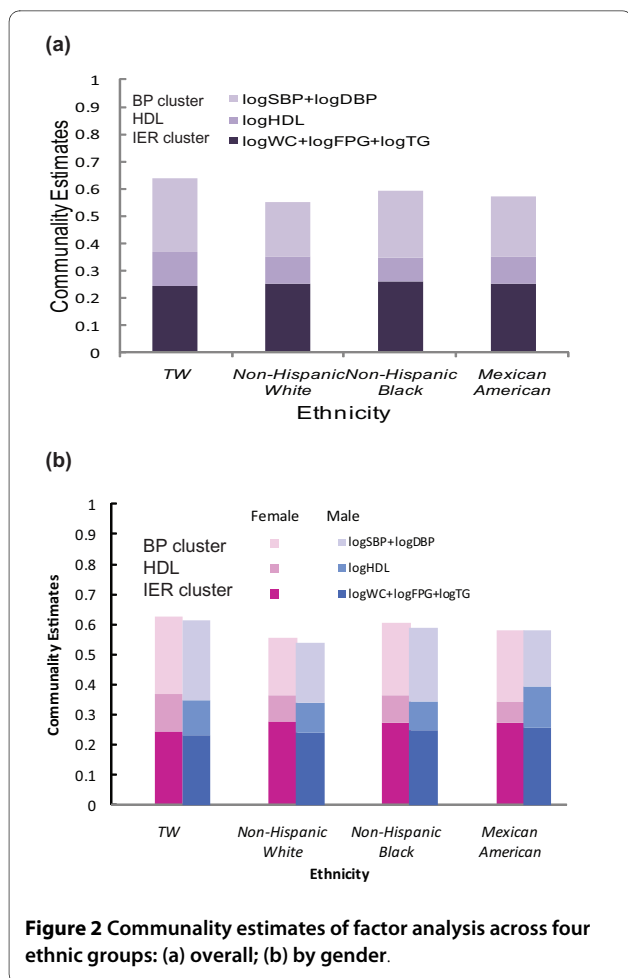 (a)
1
0.9
0.8
0.7
0.6
0.5
0.4
0.3
0.2
0.1
0
Communality Estimates
BP cluster logSBP+logDBP
HDL logHDL
IER cluster logWC+logFPG+logTG
TW Non-Hispanic White Non-Hispanic Black Mexican American
Ethnicity
(b)
1
0.9
0.8
0.7
0.6
0.5
0.4
0.3
0.2
0.1
0
Communality Estimates
Female Male
BP cluster logSBP+logDBP
HDL logHDL
IER cluster logWC+logFPG+logTG
TW Non-Hispanic White Non-Hispanic Black Mexican American
Ethnicity
Figure 2 Communality estimates of factor analysis across four
ethnic groups: (a) overall; (b) by gender.